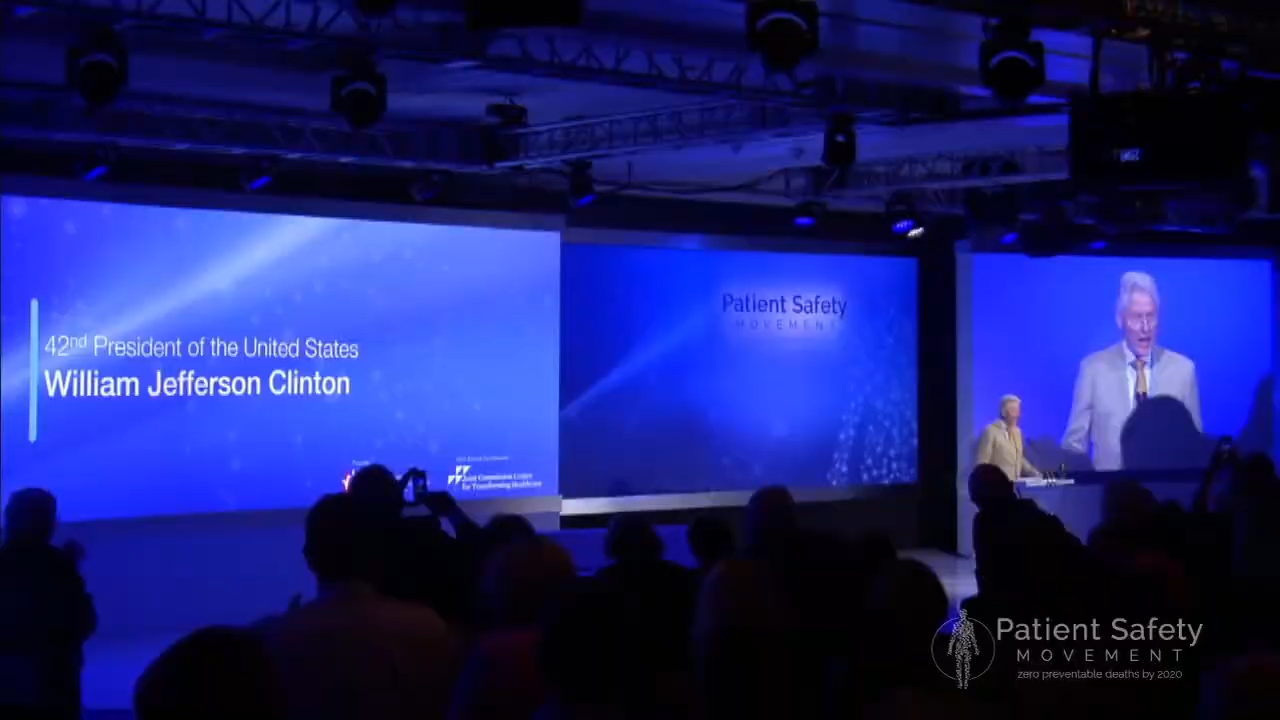 42nd President of the United States
William Jefferson Clinton
Patient Safety
MOVEMENT
Joint Commission Center
for Transforming Healthcare
Patient Safety
MOVEMENT
zero preventable deaths by 2020